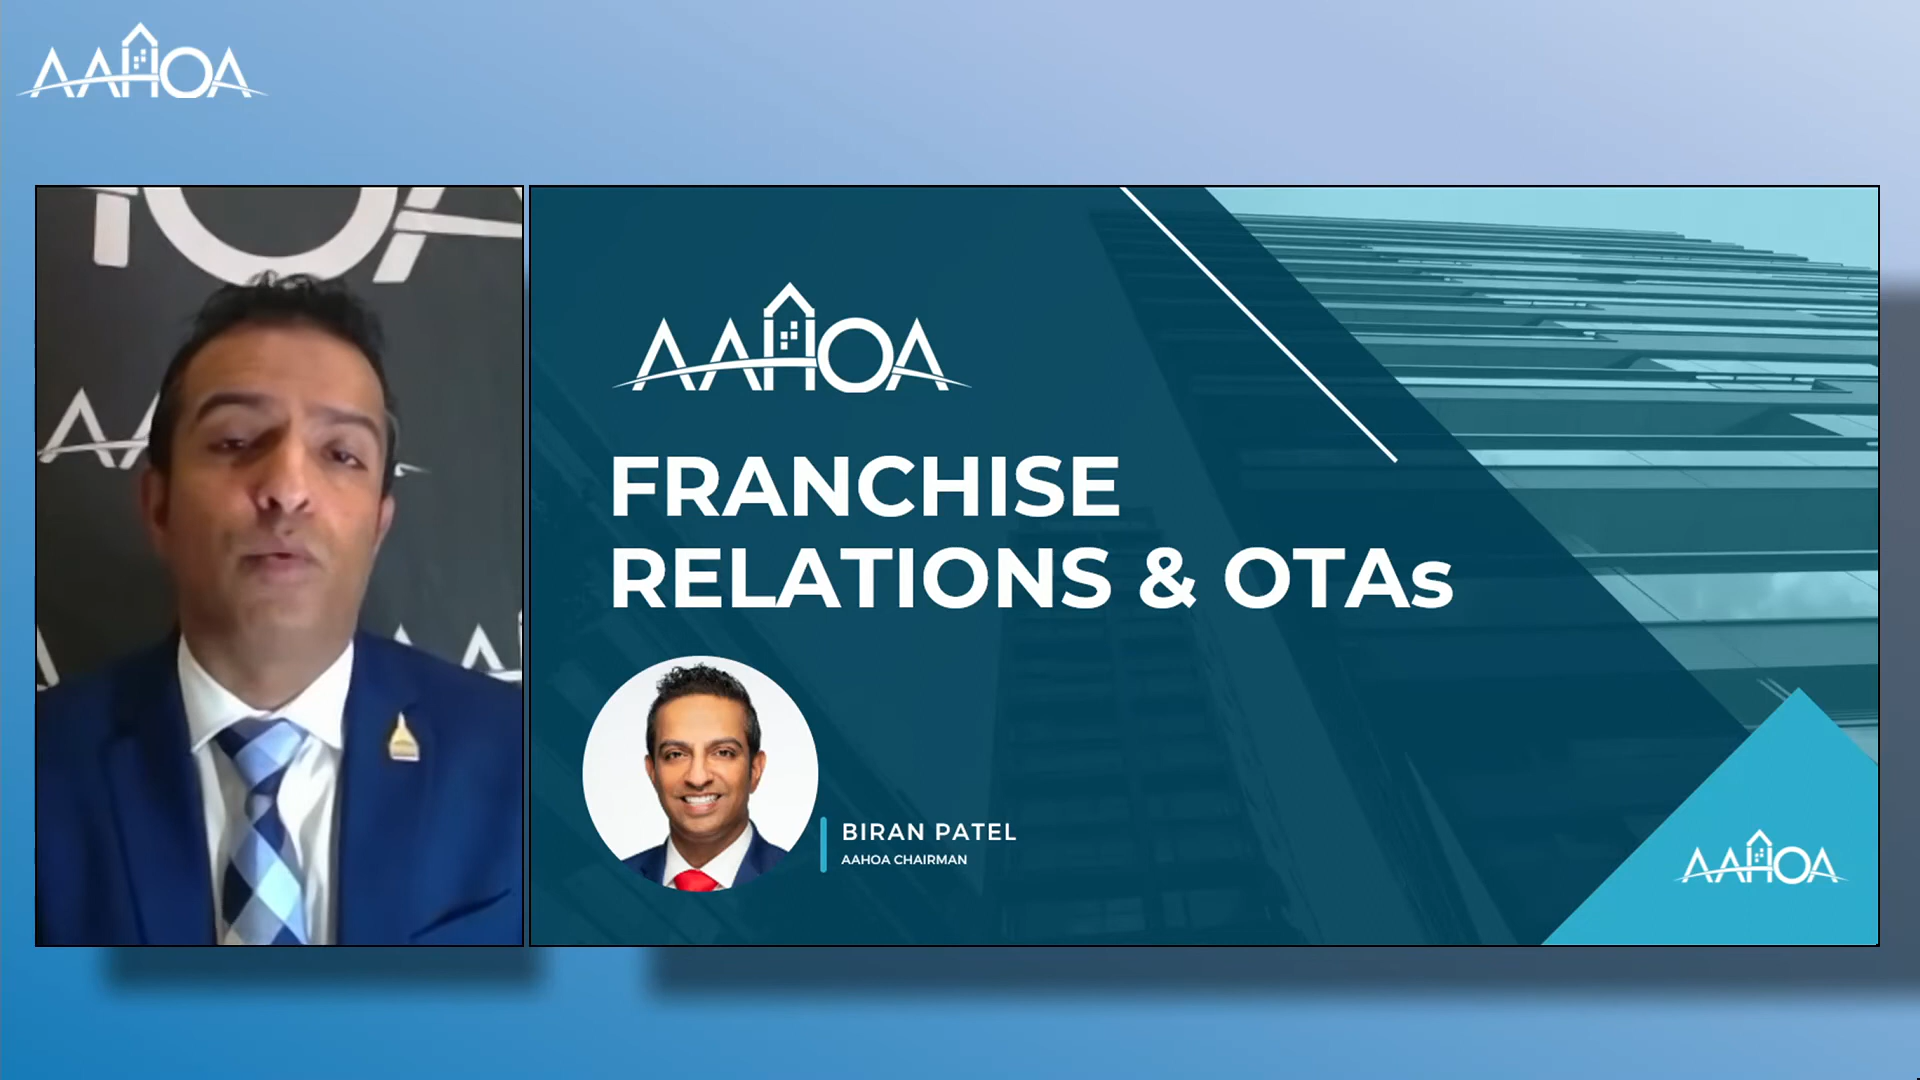 AAHOA
AAHOA
FRANCHISE
RELATIONS & OTAs
BIRAN PATEL
AAHOA CHAIRMAN
AAHOA